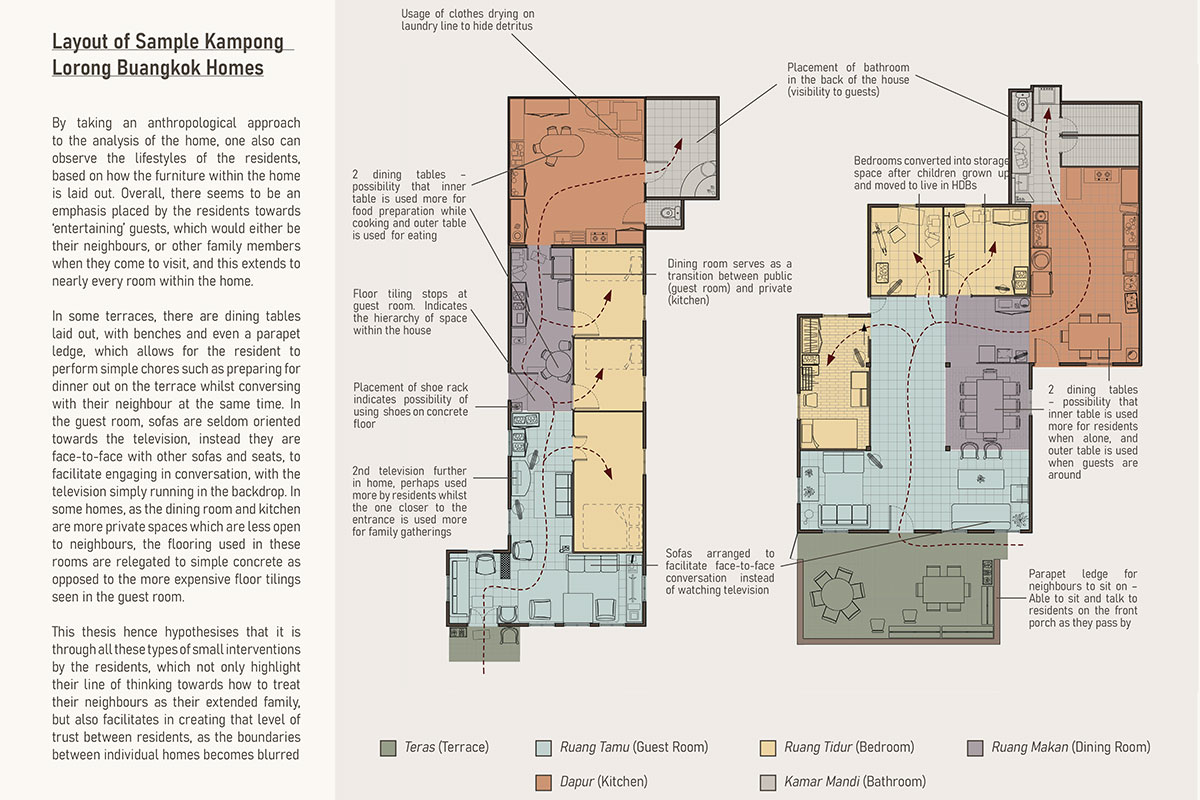 Layout of Sample Kampong
Lorong Buangkok Homes
By taking an anthropological approach
to the analysis of the home, one also can
observe the lifestyles of the residents,
based on how the furniture within the home
is laid out. Overall, there seems to be an
emphasis placed by the residents towards
‘entertaining’ guests, which would either be
their neighbours, or other family members
when they come to visit, and this extends to
nearly every room within the home.
In some terraces, there are dining tables
laid out, with benches and even a parapet
ledge, which allows for the resident to
perform simple chores such as preparing for
dinner out on the terrace whilst conversing
with their neighbour at the same time. In
the guest room, sofas are seldom oriented
towards the television, instead they are
face-to-face with other sofas and seats, to
facilitate engaging in conversation, with the
television simply running in the backdrop. In
some homes, as the dining room and kitchen
are more private spaces which are less open
to neighbours, the flooring used in these
rooms are relegated to simple concrete as
opposed to the more expensive floor tilings
seen in the guest room.
This thesis hence hypothesises that it is
through all these types of small interventions
by the residents, which not only highlight
their line of thinking towards how to treat
their neighbours as their extended family,
but also facilitates in creating that level of
trust between residents, as the boundaries
between individual homes becomes blurred
Usage of clothes drying on
laundry line to hide detritus
Placement of bathroom
in the back of the house
(visibility to guests)
2 dining tables –
possibility that inner
table is used more for
food preparation while
cooking and outer table
is used for eating
Bedrooms converted into storage
space after children grown up
and moved to live in HDBs
Dining room serves as a
transition between public
(guest room) and private
(kitchen)
Floor tiling stops at
guest room. Indicates
the hierarchy of space
within the house
Placement of shoe rack
indicates possibility of
using shoes on concrete
floor
2 dining tables
– possibility that
inner table is used
more for residents
when alone, and
outer table is used
when guests are
around
2nd television further
in home, perhaps used
more by residents whilst
the one closer to the
entrance is used more
for family gatherings
Sofas arranged to
facilitate face-to-face
conversation instead
of watching television
Parapet ledge for
neighbours to sit on –
Able to sit and talk to
residents on the front
porch as they pass by
Teras (Terrace)
Ruang Tamu (Guest Room)
Ruang Tidur (Bedroom)
Ruang Makan (Dining Room)
Dapur (Kitchen)
Kamar Mandi (Bathroom)